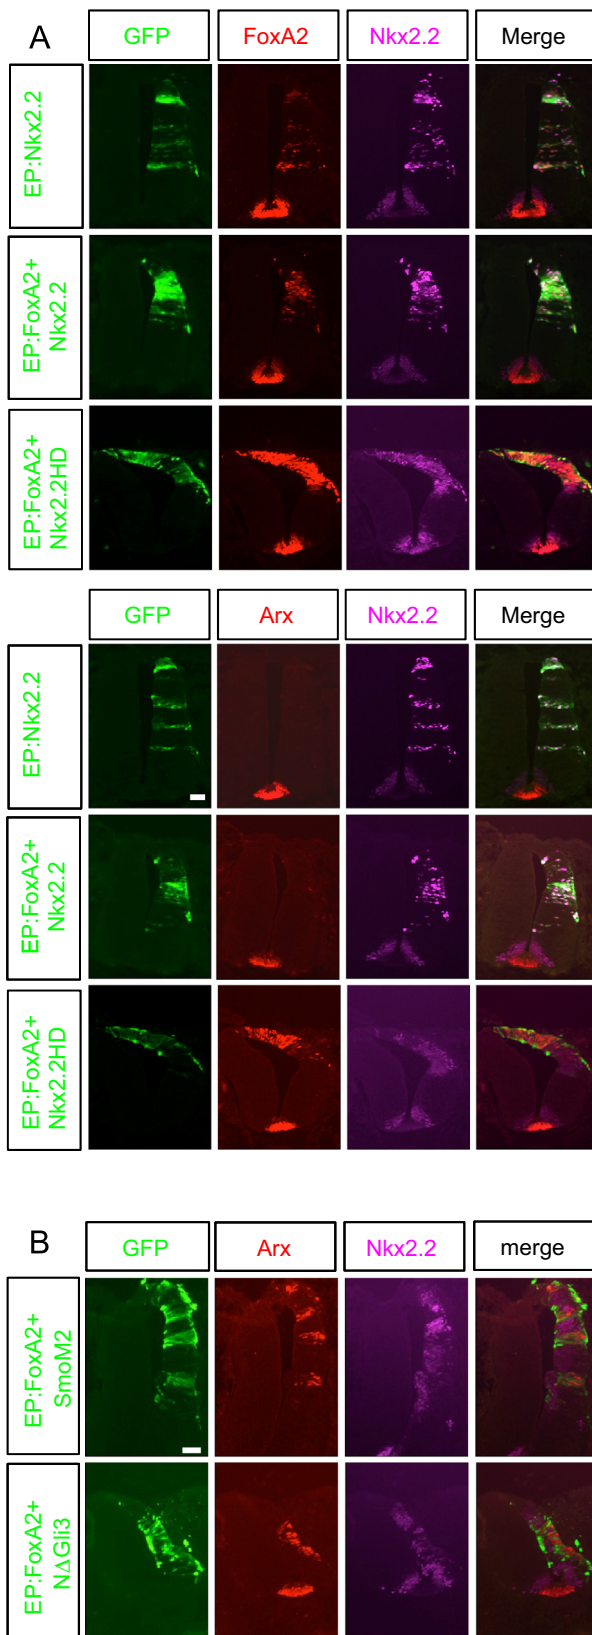 A
GFP
FoxA2
Nkx2.2
Merge
EP:Nkx2.2
EP:FoxA2+
Nkx2.2
EP:FoxA2+
Nkx2.2HD
GFP
Arx
Nkx2.2
Merge
EP:Nkx2.2
EP:FoxA2+
Nkx2.2
EP:FoxA2+
Nkx2.2HD
B
GFP
Arx
Nkx2.2
merge
EP:FoxA2+
SmoM2
EP:FoxA2+
NΔGli3